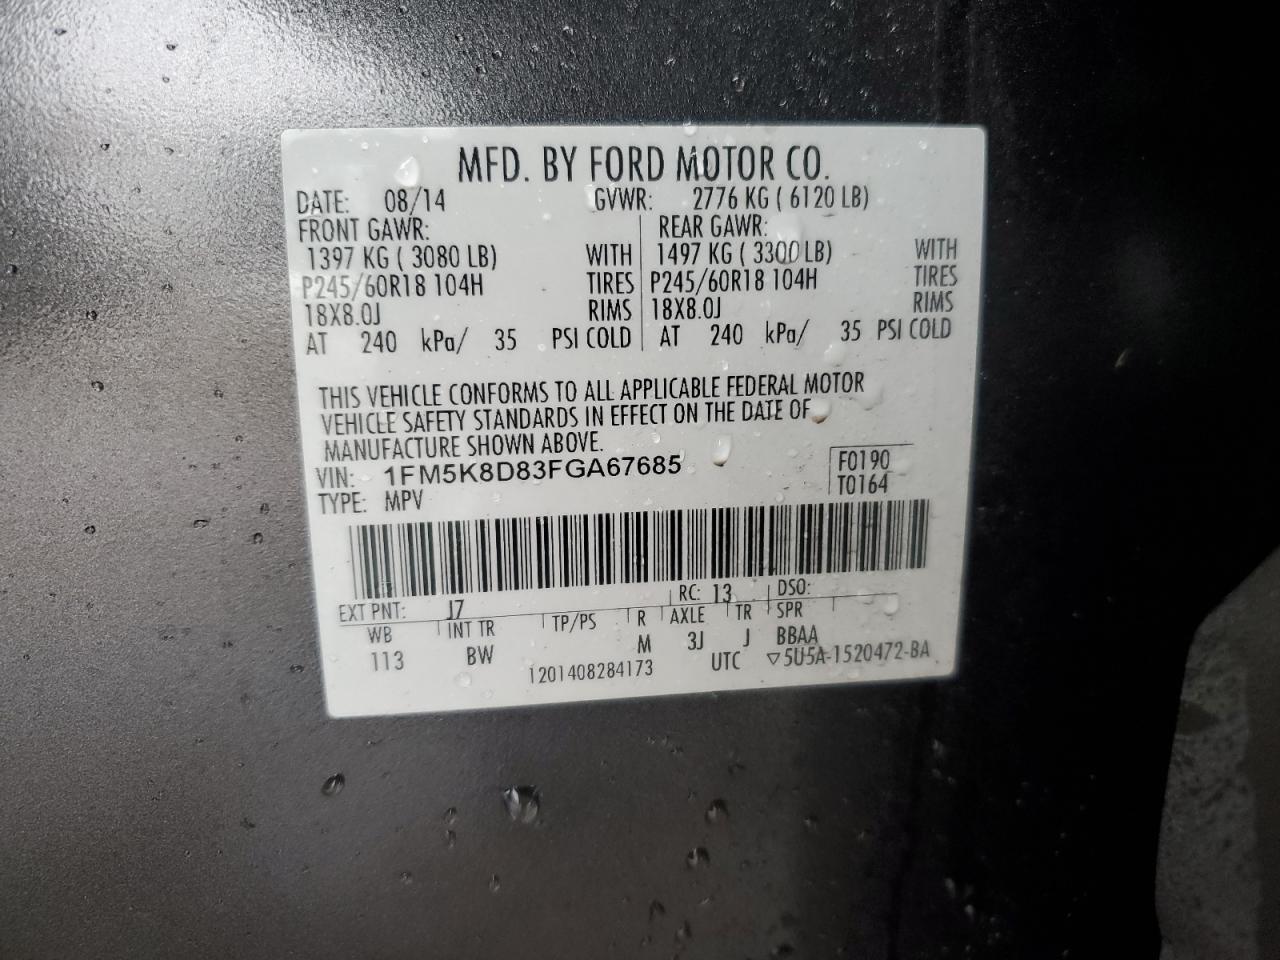 MFD. BY FORD MOTOR CO.
DATE: 08/14 GVWR: 2776 KG ( 6120 LB)
FRONT GAWR: REAR GAWR:
1397 KG ( 3080 LB) WITH 1497 KG ( 3300 LB) WITH
P245/60R18 104H TIRES P245/60R18 104H TIRES
18X8.0J RIMS 18X8.0J RIMS
AT 240 kPa/ 35 PSI COLD AT 240 kPa/ 35 PSI COLD
THIS VEHICLE CONFORMS TO ALL APPLICABLE FEDERAL MOTOR
VEHICLE SAFETY STANDARDS IN EFFECT ON THE DATE OF
MANUFACTURE SHOWN ABOVE.
VIN: 1FM5K8D83FGA67685 F0190
TYPE: MPV T0164
EXT PNT: J7 RC: 13 DSO:
WB INT TR TP/PS R AXLE TR SPR
113 BW M 3J J BBAA
1201408284173 UTC ▽5U5A-1520472-BA